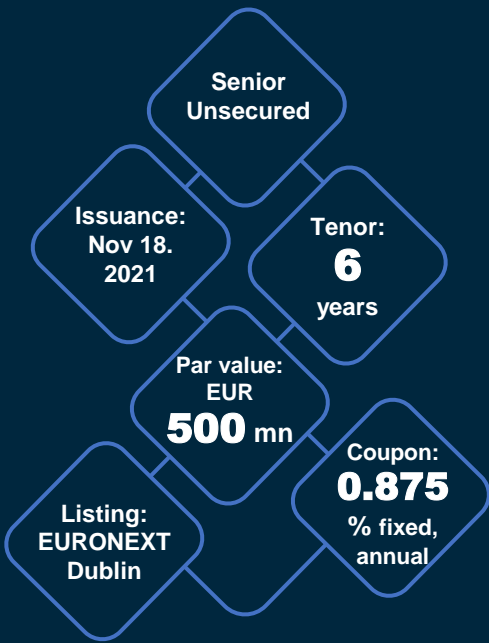 Senior
Unsecured
Issuance:
Nov 18.
2021
Tenor:
6
years
Par value:
EUR
500 mn
Coupon:
0.875
% fixed,
annual
Listing:
EURONEXT
Dublin